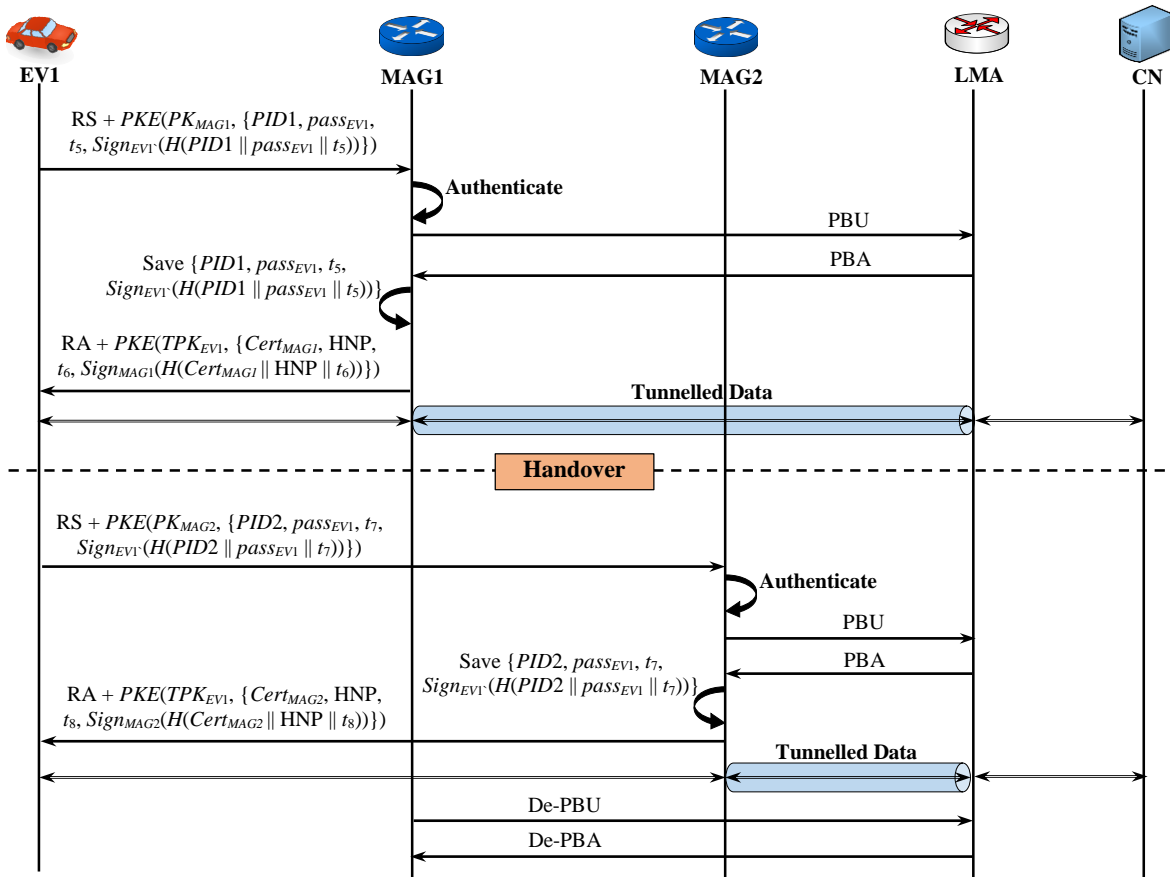 EV1
MAG1
MAG2
LMA
CN
RS + PKE(PK_MAG1, {PID1, pass_EV1,
t5, Sign_EV1`(H(PID1 || pass_EV1 || t5))})
Authenticate
PBU
PBA
Save {PID1, pass_EV1, t5,
Sign_EV1`(H(PID1 || pass_EV1 || t5))}
RA + PKE(TPK_EV1, {Cert_MAG1, HNP,
t6, Sign_MAG1(H(Cert_MAG1 || HNP || t6))})
Tunnelled Data
Handover
RS + PKE(PK_MAG2, {PID2, pass_EV1, t7,
Sign_EV1`(H(PID2 || pass_EV1 || t7))})
Authenticate
PBU
PBA
Save {PID2, pass_EV1, t7,
Sign_EV1`(H(PID2 || pass_EV1 || t7))}
RA + PKE(TPK_EV1, {Cert_MAG2, HNP,
t8, Sign_MAG2(H(Cert_MAG2 || HNP || t8))})
Tunnelled Data
De-PBU
De-PBA